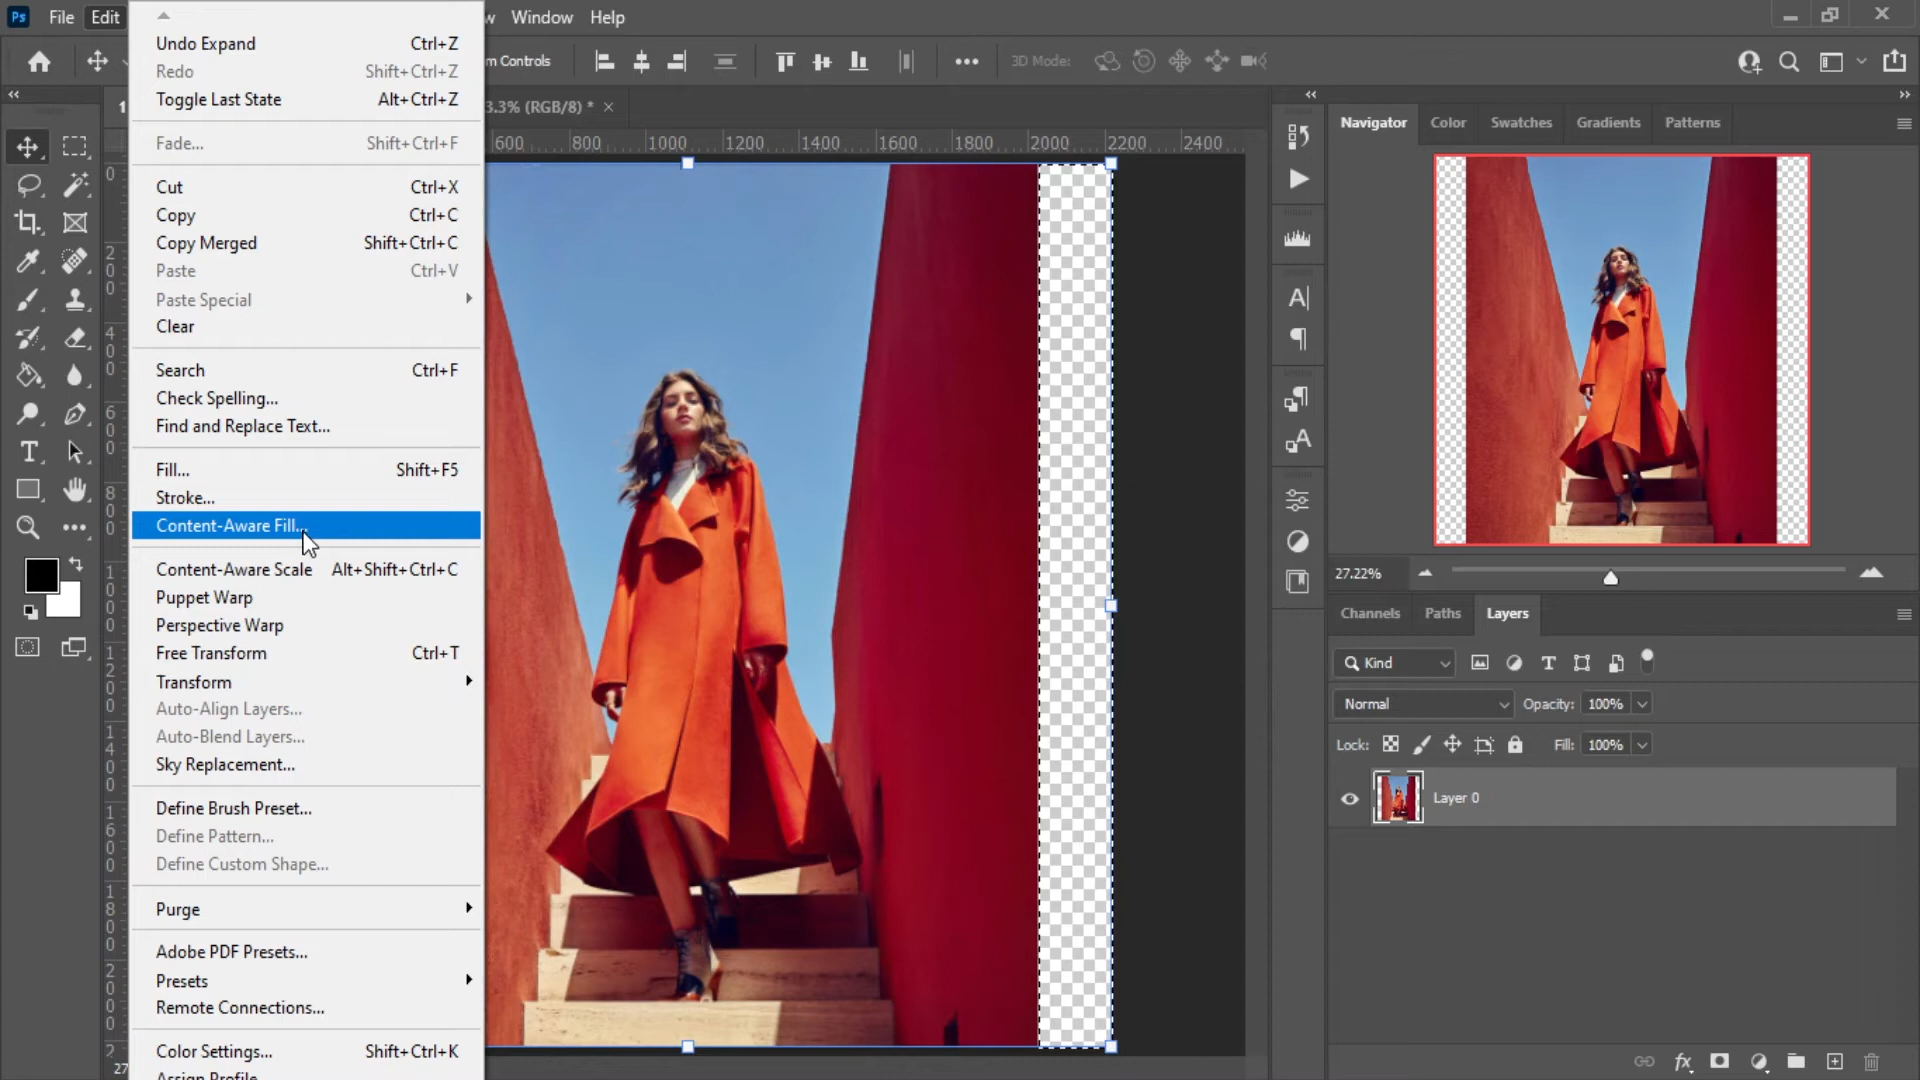 Ps File Edit Window Help
Undo Expand Ctrl+Z
Redo Shift+Ctrl+Z
Toggle Last State Alt+Ctrl+Z
Fade... Shift+Ctrl+F
Cut Ctrl+X
Copy Ctrl+C
Copy Merged Shift+Ctrl+C
Paste Ctrl+V
Paste Special
Clear
Search Ctrl+F
Check Spelling...
Find and Replace Text...
Fill... Shift+F5
Stroke...
Content-Aware Fill...
Content-Aware Scale Alt+Shift+Ctrl+C
Puppet Warp
Perspective Warp
Free Transform Ctrl+T
Transform
Auto-Align Layers...
Auto-Blend Layers...
Sky Replacement...
Define Brush Preset...
Define Pattern...
Define Custom Shape...
Purge
Adobe PDF Presets...
Presets
Remote Connections...
Color Settings... Shift+Ctrl+K
Assign Profile
Controls
3D Mode:
3.3% (RGB/8) *
600 800 1000 1200 1400 1600 1800 2000 2200 2400
Navigator Color Swatches Gradients Patterns
27.22%
Channels Paths Layers
Kind
Normal Opacity: 100%
Lock: Fill: 100%
Layer 0
fx